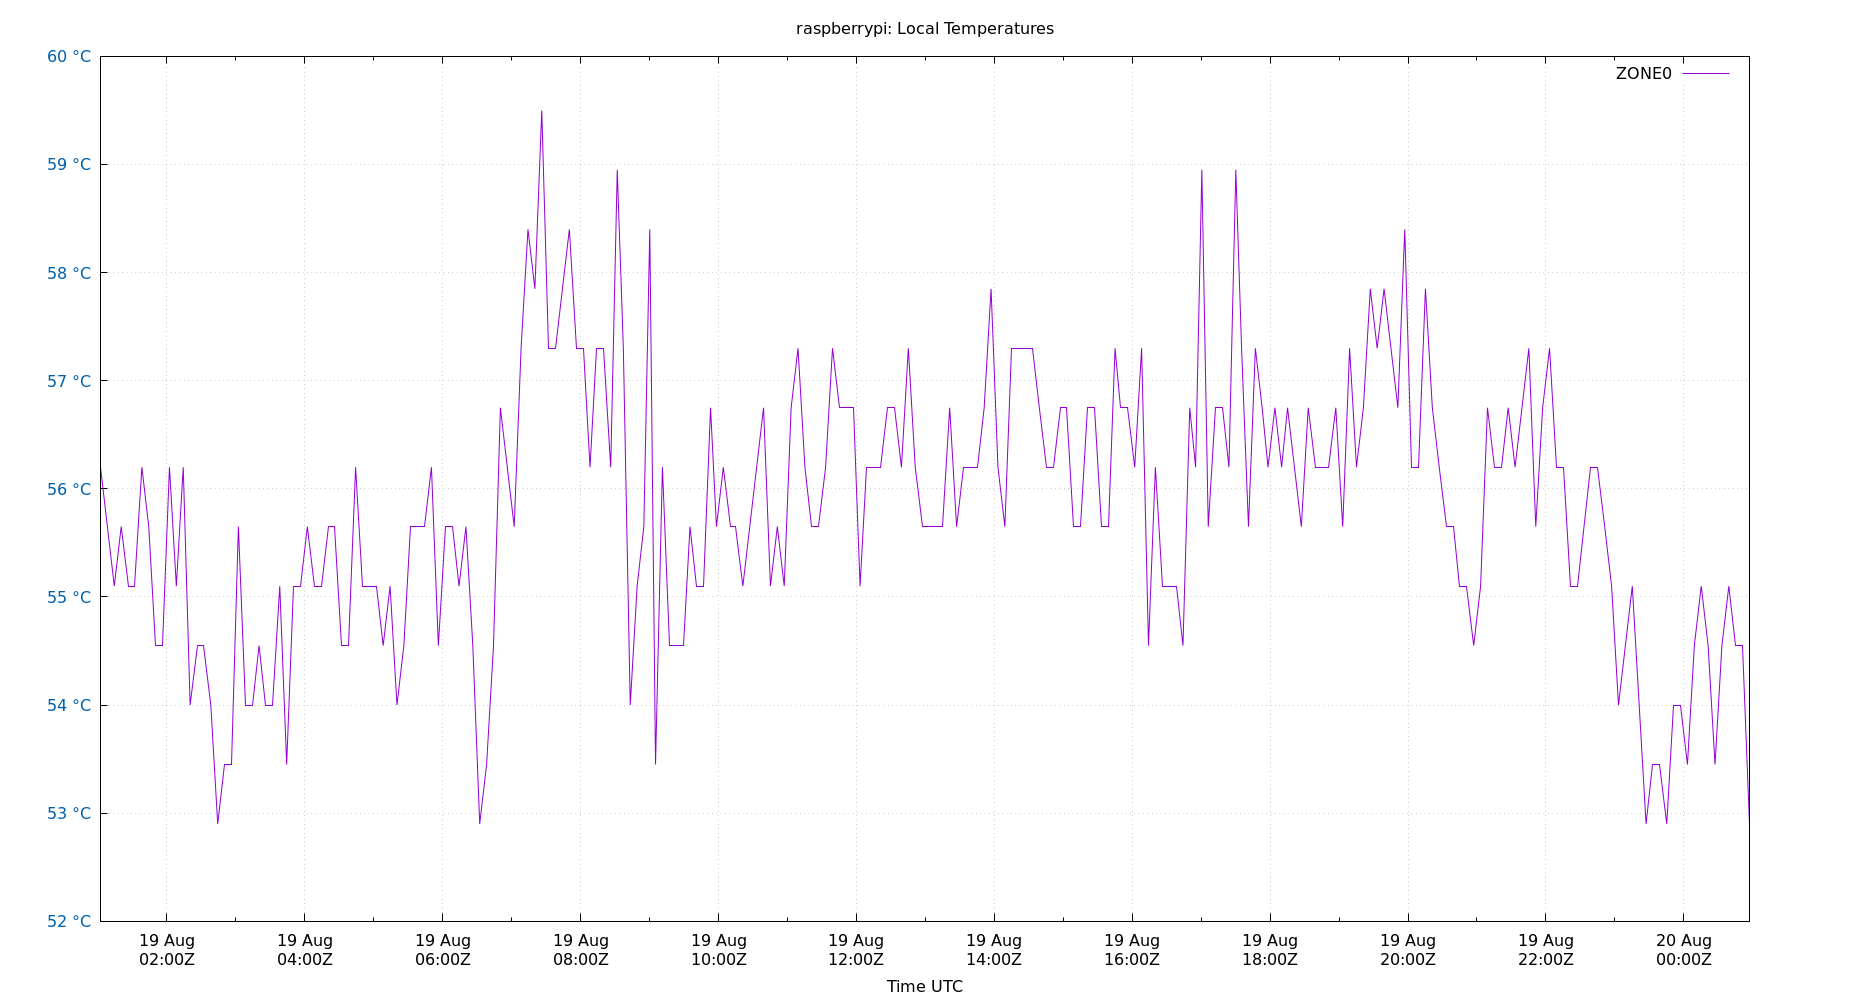 raspberrypi: Local Temperatures
60 °C
ZONE0
59 °C
58 °C
57 °C
56 °C
55 °C
54 °C
53 °C
52 °C
19 Aug 19 Aug 19 Aug 19 Aug 19 Aug 19 Aug 19 Aug 19 Aug 19 Aug 19 Aug 19 Aug 20 Aug
02:00Z 04:00Z 06:00Z 08:00Z 10:00Z 12:00Z 14:00Z 16:00Z 18:00Z 20:00Z 22:00Z 00:00Z
Time UTC